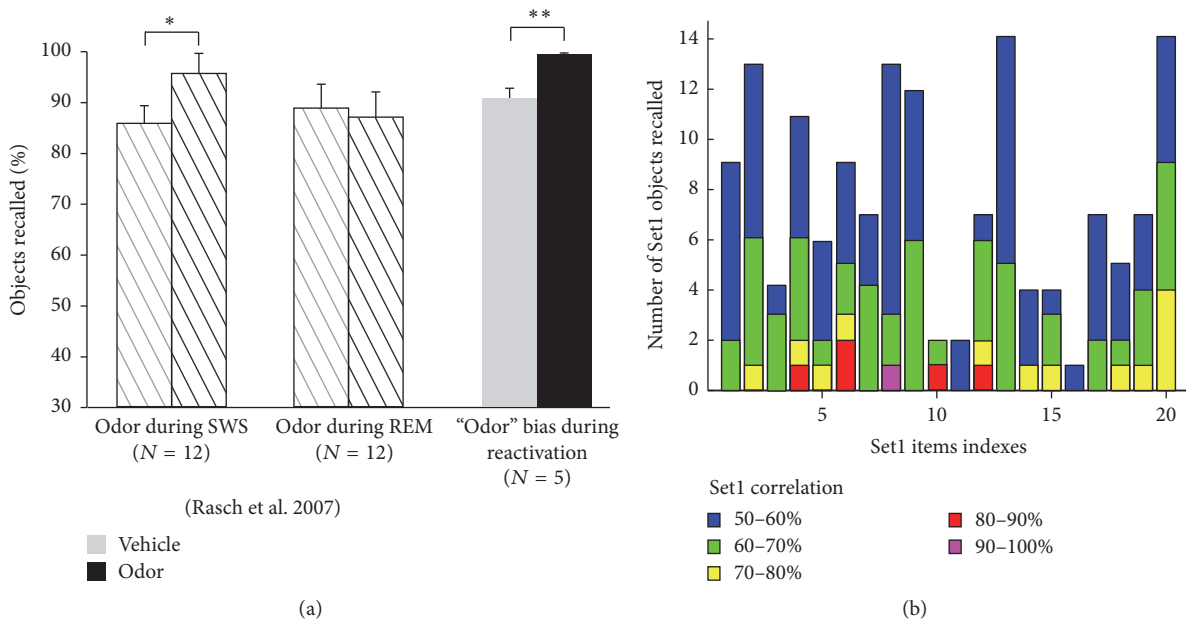 *
**
100
90
80
70
60
50
40
30
Objects recalled (%)
Odor during SWS
(N = 12)
Odor during REM
(N = 12)
“Odor” bias during
reactivation
(N = 5)
(Rasch et al. 2007)
Vehicle
Odor
(a)
14
12
10
8
6
4
2
0
Number of Set1 objects recalled
5
10
15
20
Set1 items indexes
Set1 correlation
50–60%
60–70%
70–80%
80–90%
90–100%
(b)